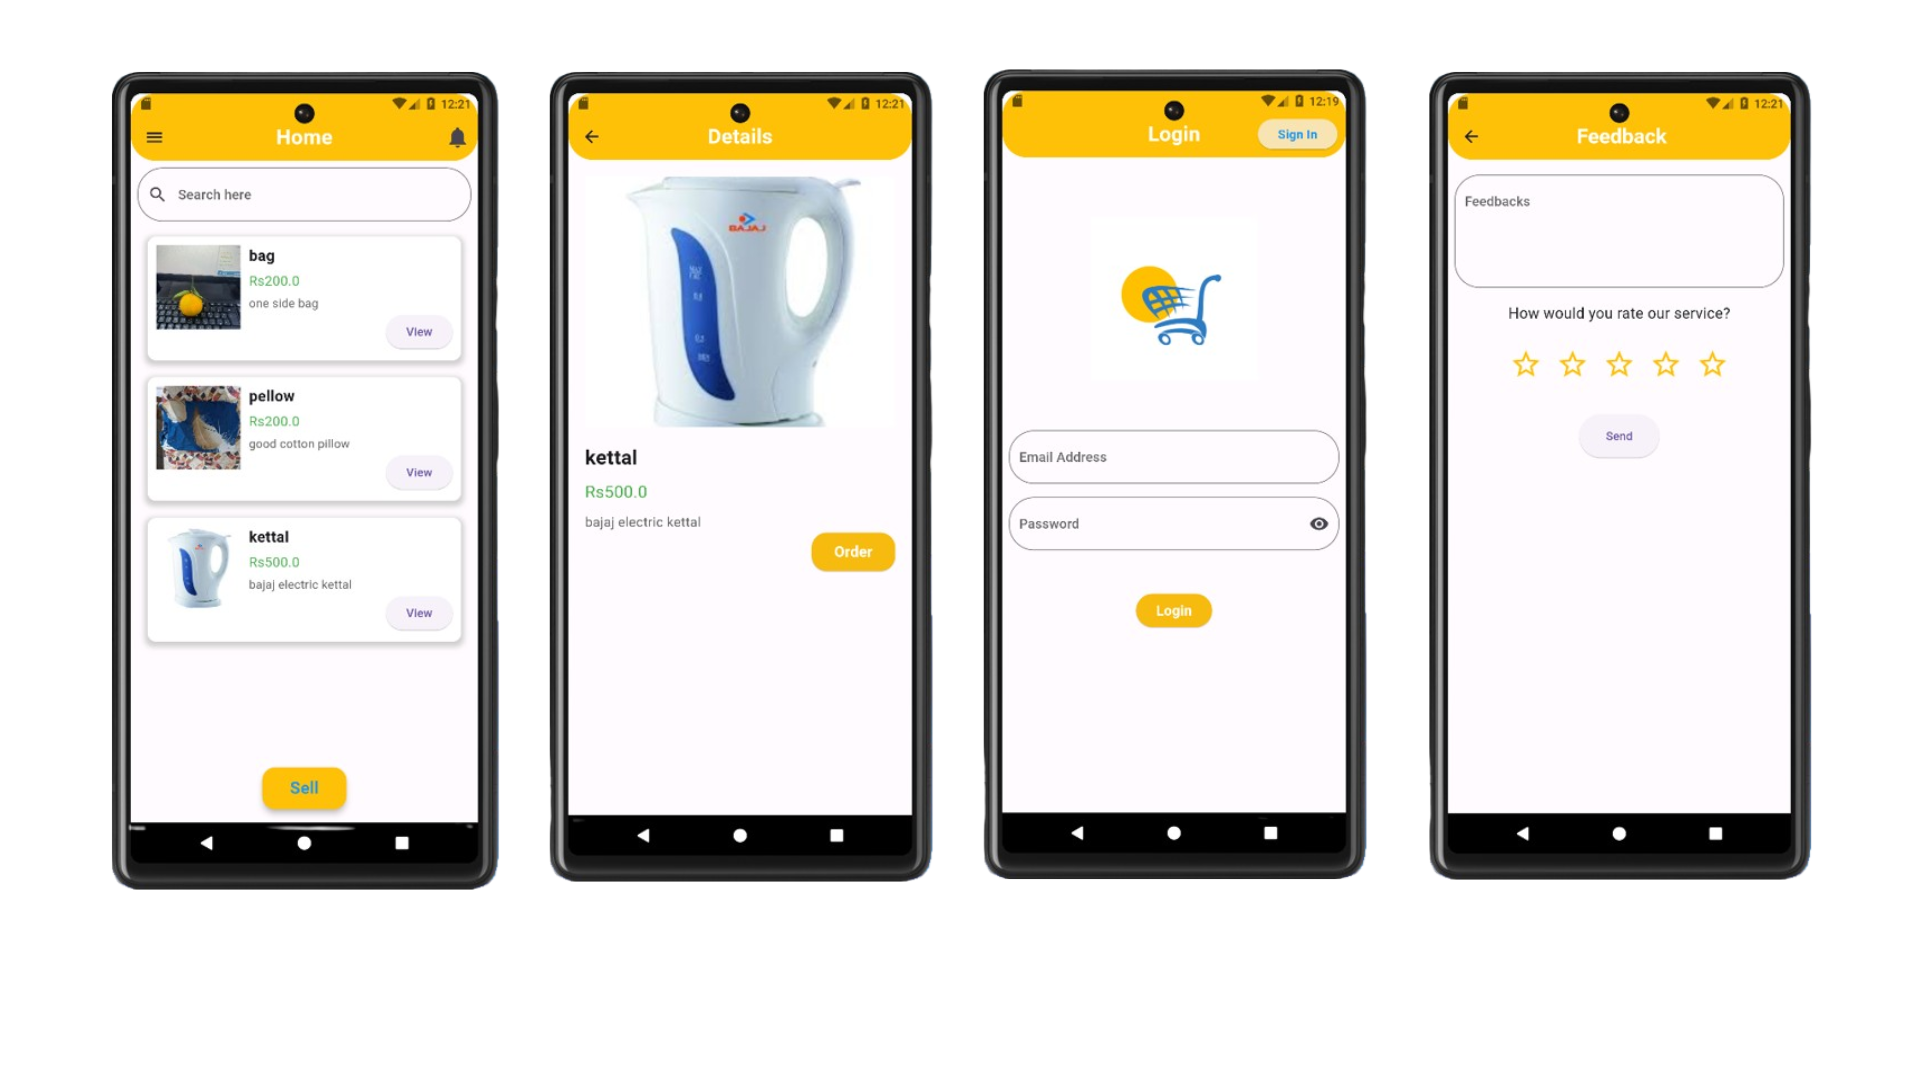 12:21
Home
Search here
bag
Rs200.0
one side bag
View
pellow
Rs200.0
good cotton pillow
View
kettal
Rs500.0
bajaj electric kettal
View
Sell
12:21
Details
BAJAJ
kettal
Rs500.0
bajaj electric kettal
Order
12:19
Login
Sign In
Email Address
Password
Login
12:21
Feedback
Feedbacks
How would you rate our service?
Send